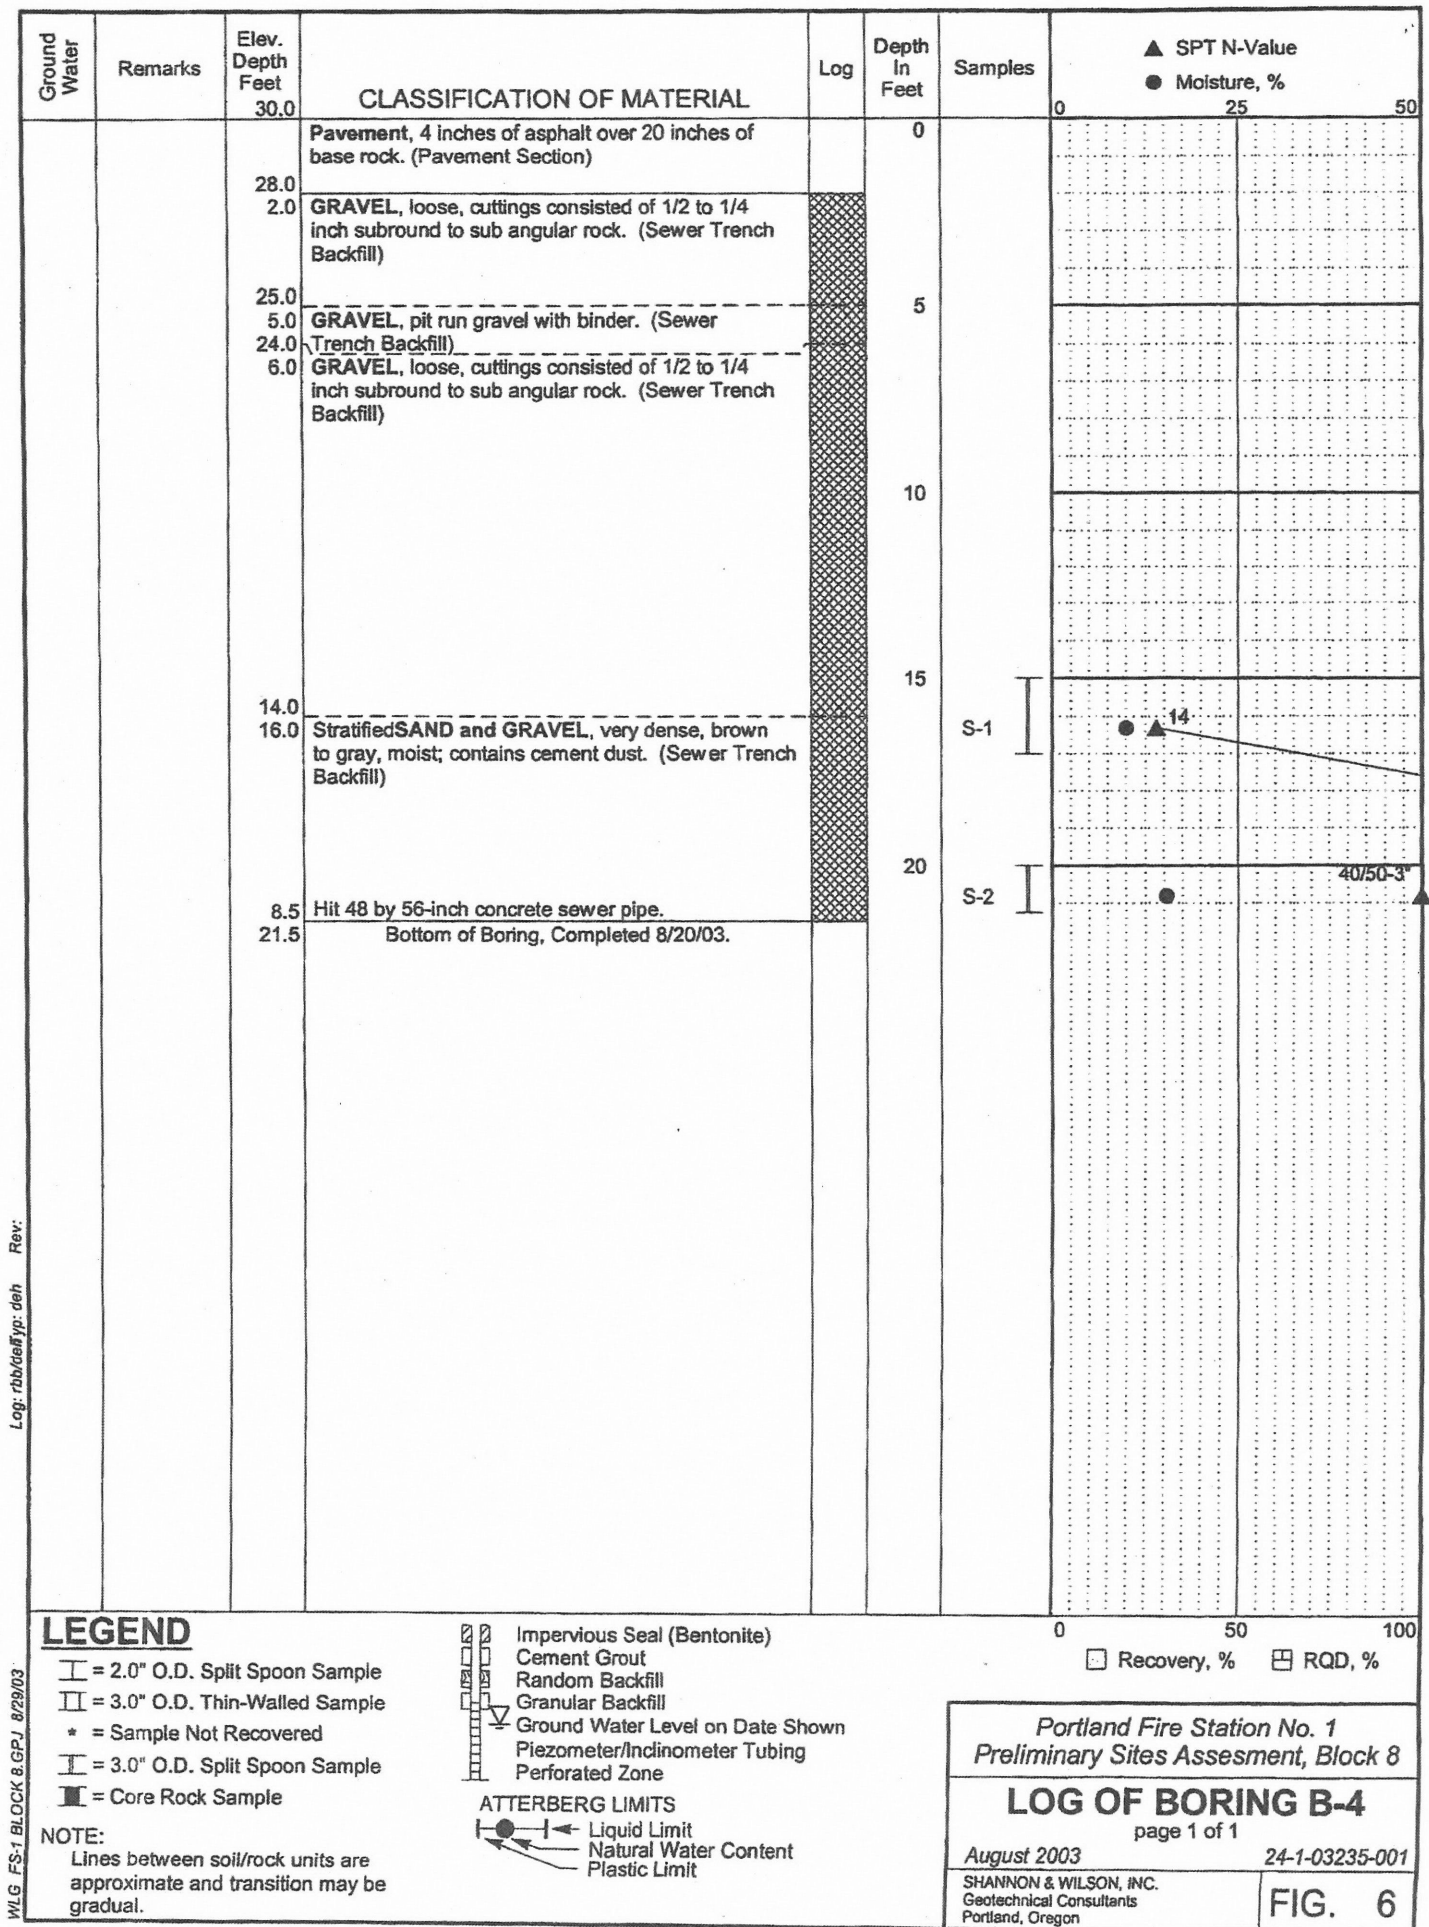 Ground
Water
Remarks
Elev.
Depth
Feet
30.0
CLASSIFICATION OF MATERIAL
Log
Depth
In
Feet
Samples
▲ SPT N-Value
● Moisture, %
0 25 50
Pavement, 4 inches of asphalt over 20 inches of
base rock. (Pavement Section)
0
28.0
2.0 GRAVEL, loose, cuttings consisted of 1/2 to 1/4
inch subround to sub angular rock. (Sewer Trench
Backfill)
25.0
5.0 GRAVEL, pit run gravel with binder. (Sewer
5
24.0 Trench Backfill)
6.0 GRAVEL, loose, cuttings consisted of 1/2 to 1/4
inch subround to sub angular rock. (Sewer Trench
Backfill)
10
15
14.0
16.0 StratifiedSAND and GRAVEL, very dense, brown
to gray, moist; contains cement dust. (Sewer Trench
Backfill)
S-1
14
20
S-2
40/50-3"
8.5 Hit 48 by 56-inch concrete sewer pipe.
21.5 Bottom of Boring, Completed 8/20/03.
Log: rbb/deh Typ: deh Rev:
WLG FS-1 BLOCK 8.GPJ 8/29/03
0 50 100
Recovery, % RQD, %
LEGEND
= 2.0" O.D. Split Spoon Sample
= 3.0" O.D. Thin-Walled Sample
* = Sample Not Recovered
= 3.0" O.D. Split Spoon Sample
= Core Rock Sample
NOTE:
Lines between soil/rock units are
approximate and transition may be
gradual.
Impervious Seal (Bentonite)
Cement Grout
Random Backfill
Granular Backfill
Ground Water Level on Date Shown
Piezometer/Inclinometer Tubing
Perforated Zone
ATTERBERG LIMITS
Liquid Limit
Natural Water Content
Plastic Limit
Portland Fire Station No. 1
Preliminary Sites Assesment, Block 8
LOG OF BORING B-4
page 1 of 1
August 2003 24-1-03235-001
SHANNON & WILSON, INC.
Geotechnical Consultants
Portland, Oregon
FIG. 6